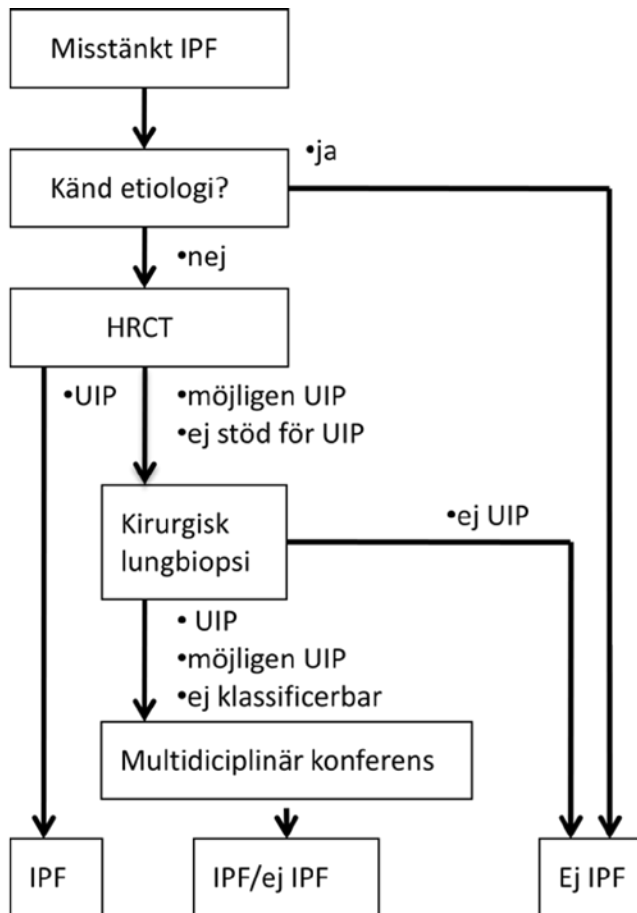 Misstänkt IPF
•ja
Känd etiologi?
•nej
HRCT
•UIP
•möjligen UIP
•ej stöd för UIP
Kirurgisk
lungbiopsi
•ej UIP
• UIP
•möjligen UIP
•ej klassificerbar
Multidiciplinär konferens
IPF
IPF/ej IPF
Ej IPF